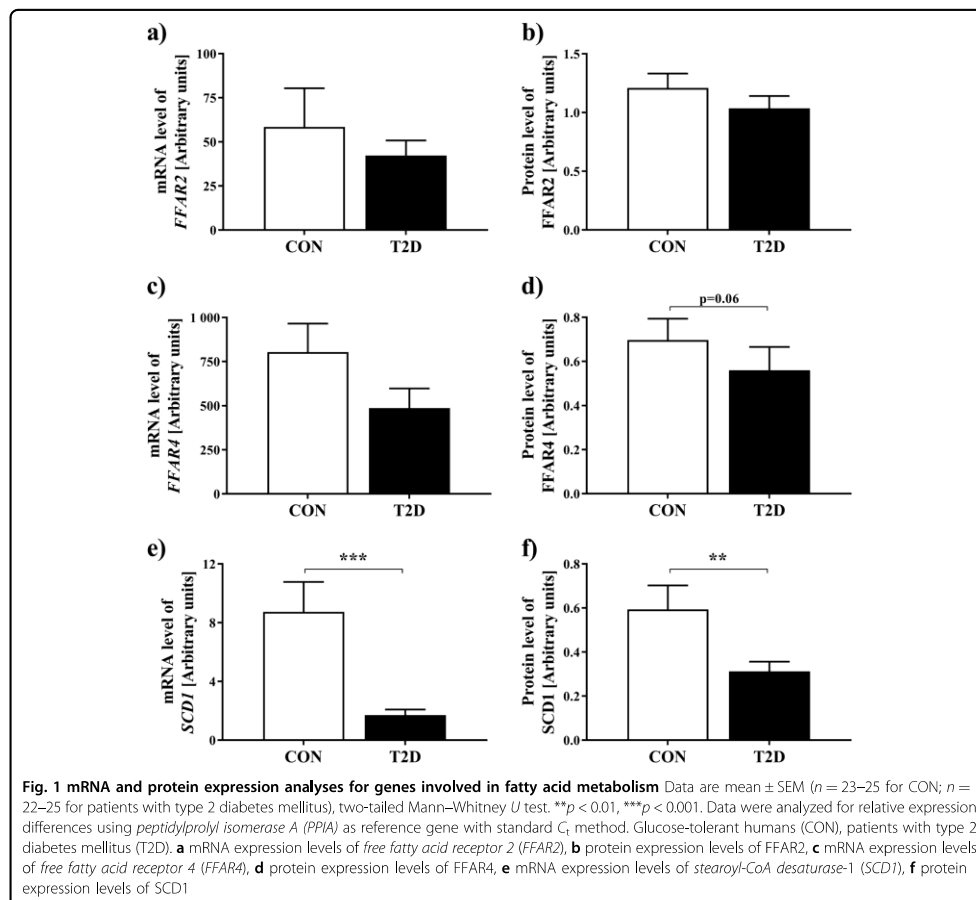 a)
mRNA level of
FFAR2 [Arbitrary units]
100
75
50
25
0
CON T2D
b)
Protein level of
FFAR2 [Arbitrary units]
1.5
1.0
0.5
0.0
CON T2D
c)
mRNA level of
FFAR4 [Arbitrary units]
1 000
750
500
250
0
CON T2D
d)
Protein level of
FFAR4 [Arbitrary units]
0.8
0.6
0.4
0.2
0.0
p=0.06
CON T2D
e)
mRNA level of
SCD1 [Arbitrary units]
12
8
4
0
***
CON T2D
f)
Protein level of
SCD1 [Arbitrary units]
0.8
0.6
0.4
0.2
0.0
**
CON T2D
Fig. 1 mRNA and protein expression analyses for genes involved in fatty acid metabolism Data are mean ± SEM (n = 23–25 for CON; n =
22–25 for patients with type 2 diabetes mellitus), two-tailed Mann–Whitney U test. **p < 0.01, ***p < 0.001. Data were analyzed for relative expression
differences using peptidylprolyl isomerase A (PPIA) as reference gene with standard Ct method. Glucose-tolerant humans (CON), patients with type 2
diabetes mellitus (T2D). a mRNA expression levels of free fatty acid receptor 2 (FFAR2), b protein expression levels of FFAR2, c mRNA expression levels
of free fatty acid receptor 4 (FFAR4), d protein expression levels of FFAR4, e mRNA expression levels of stearoyl-CoA desaturase-1 (SCD1), f protein
expression levels of SCD1